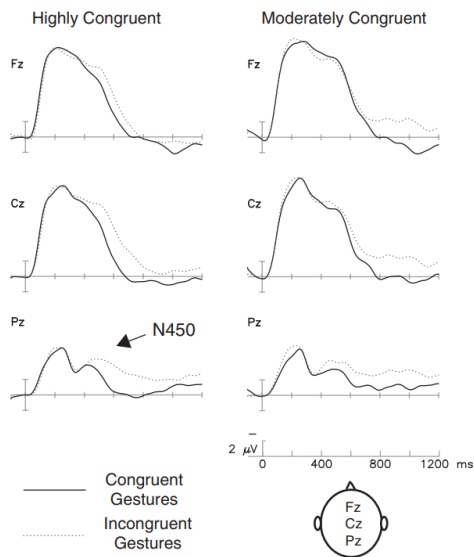 Highly Congruent
Moderately Congruent
Fz
Fz
Cz
Cz
Pz
N450
Pz
2 μV
0 400 800 1200 ms
Congruent
Gestures
Incongruent
Gestures
Fz
Cz
Pz